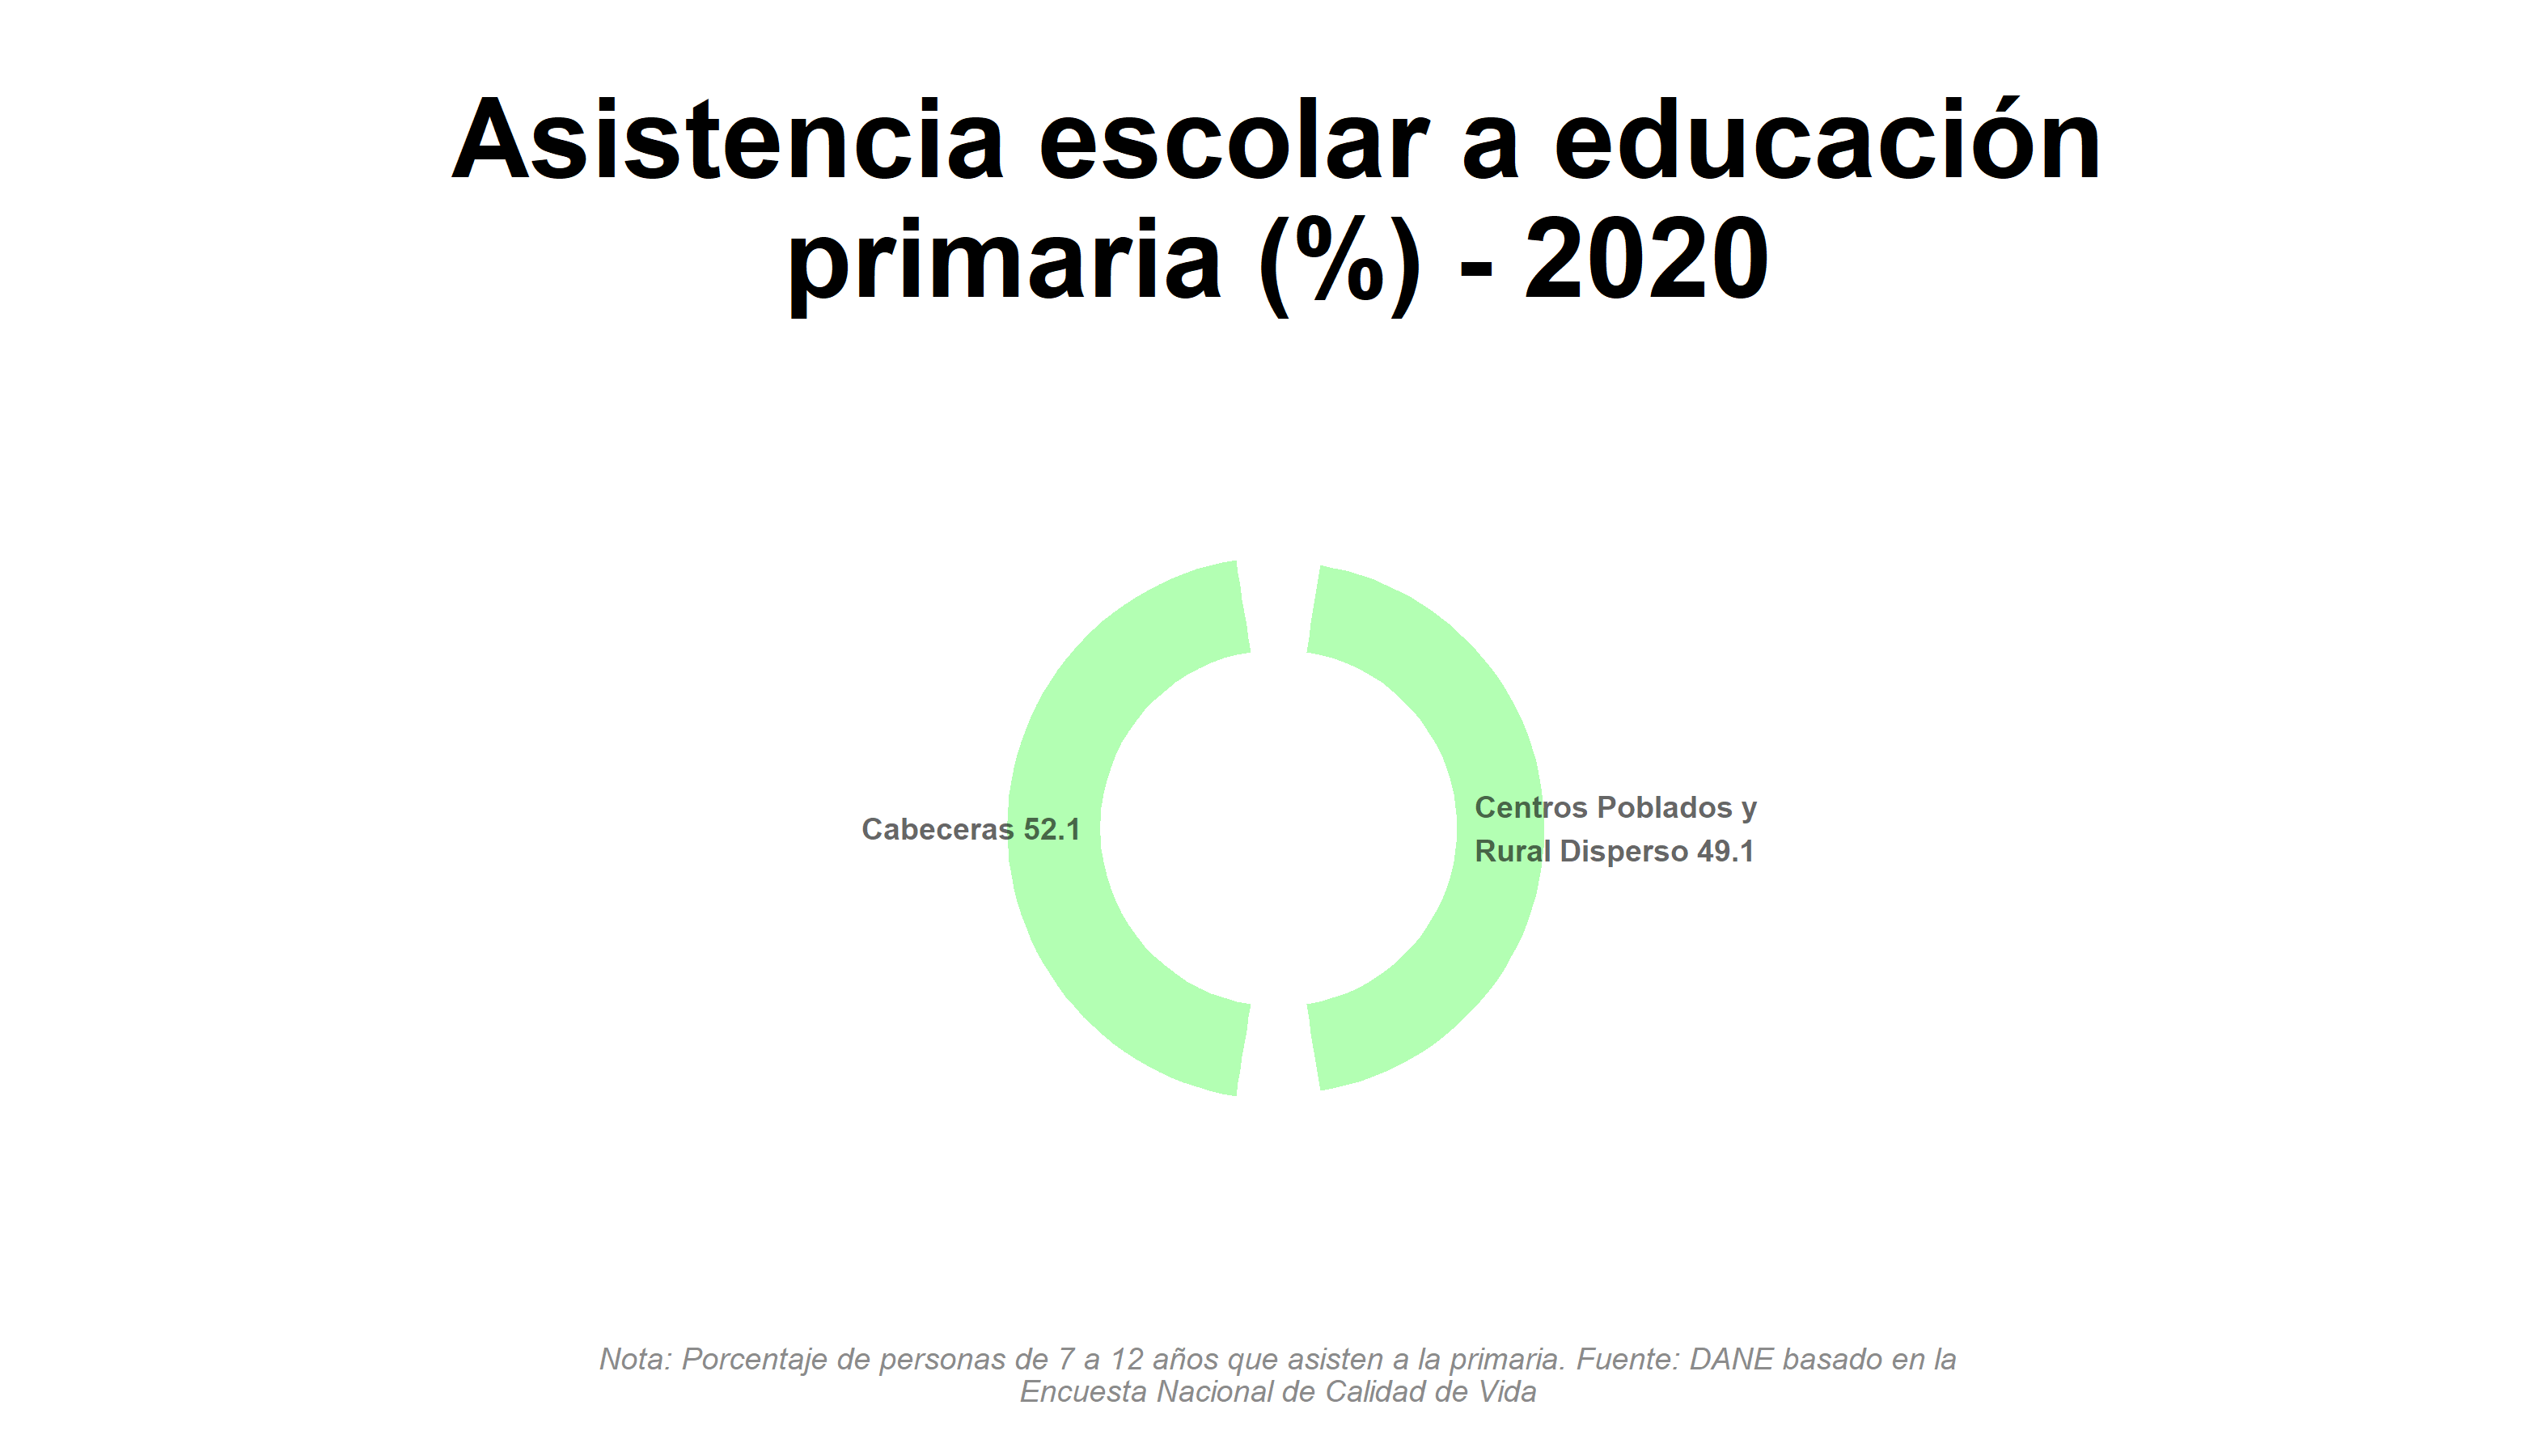 Asistencia escolar a educación
primaria (%) - 2020
Cabeceras 52.1
Centros Poblados y
Rural Disperso 49.1
Nota: Porcentaje de personas de 7 a 12 años que asisten a la primaria. Fuente: DANE basado en la
Encuesta Nacional de Calidad de Vida